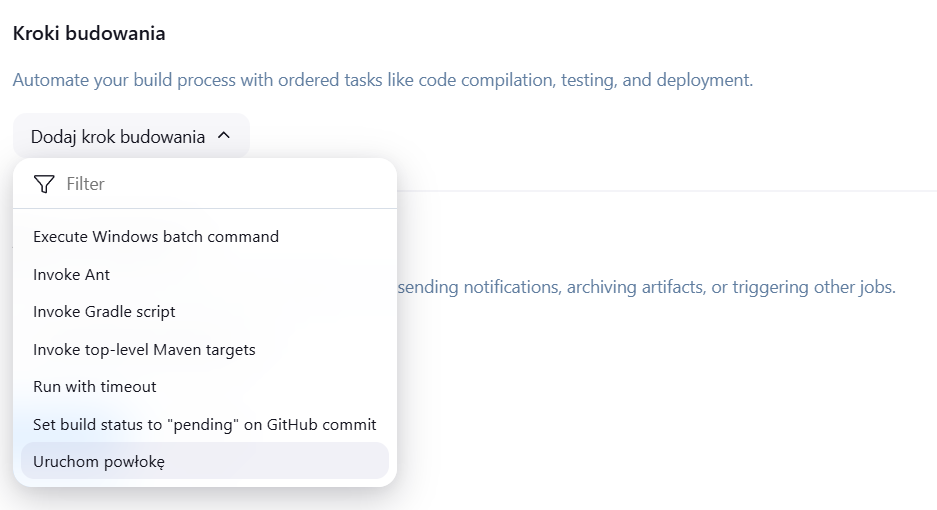 Kroki budowania
Automate your build process with ordered tasks like code compilation, testing, and deployment.
Dodaj krok budowania
Filter
Execute Windows batch command
Invoke Ant
sending notifications, archiving artifacts, or triggering other jobs.
Invoke Gradle script
Invoke top-level Maven targets
Run with timeout
Set build status to "pending" on GitHub commit
Uruchom powłokę